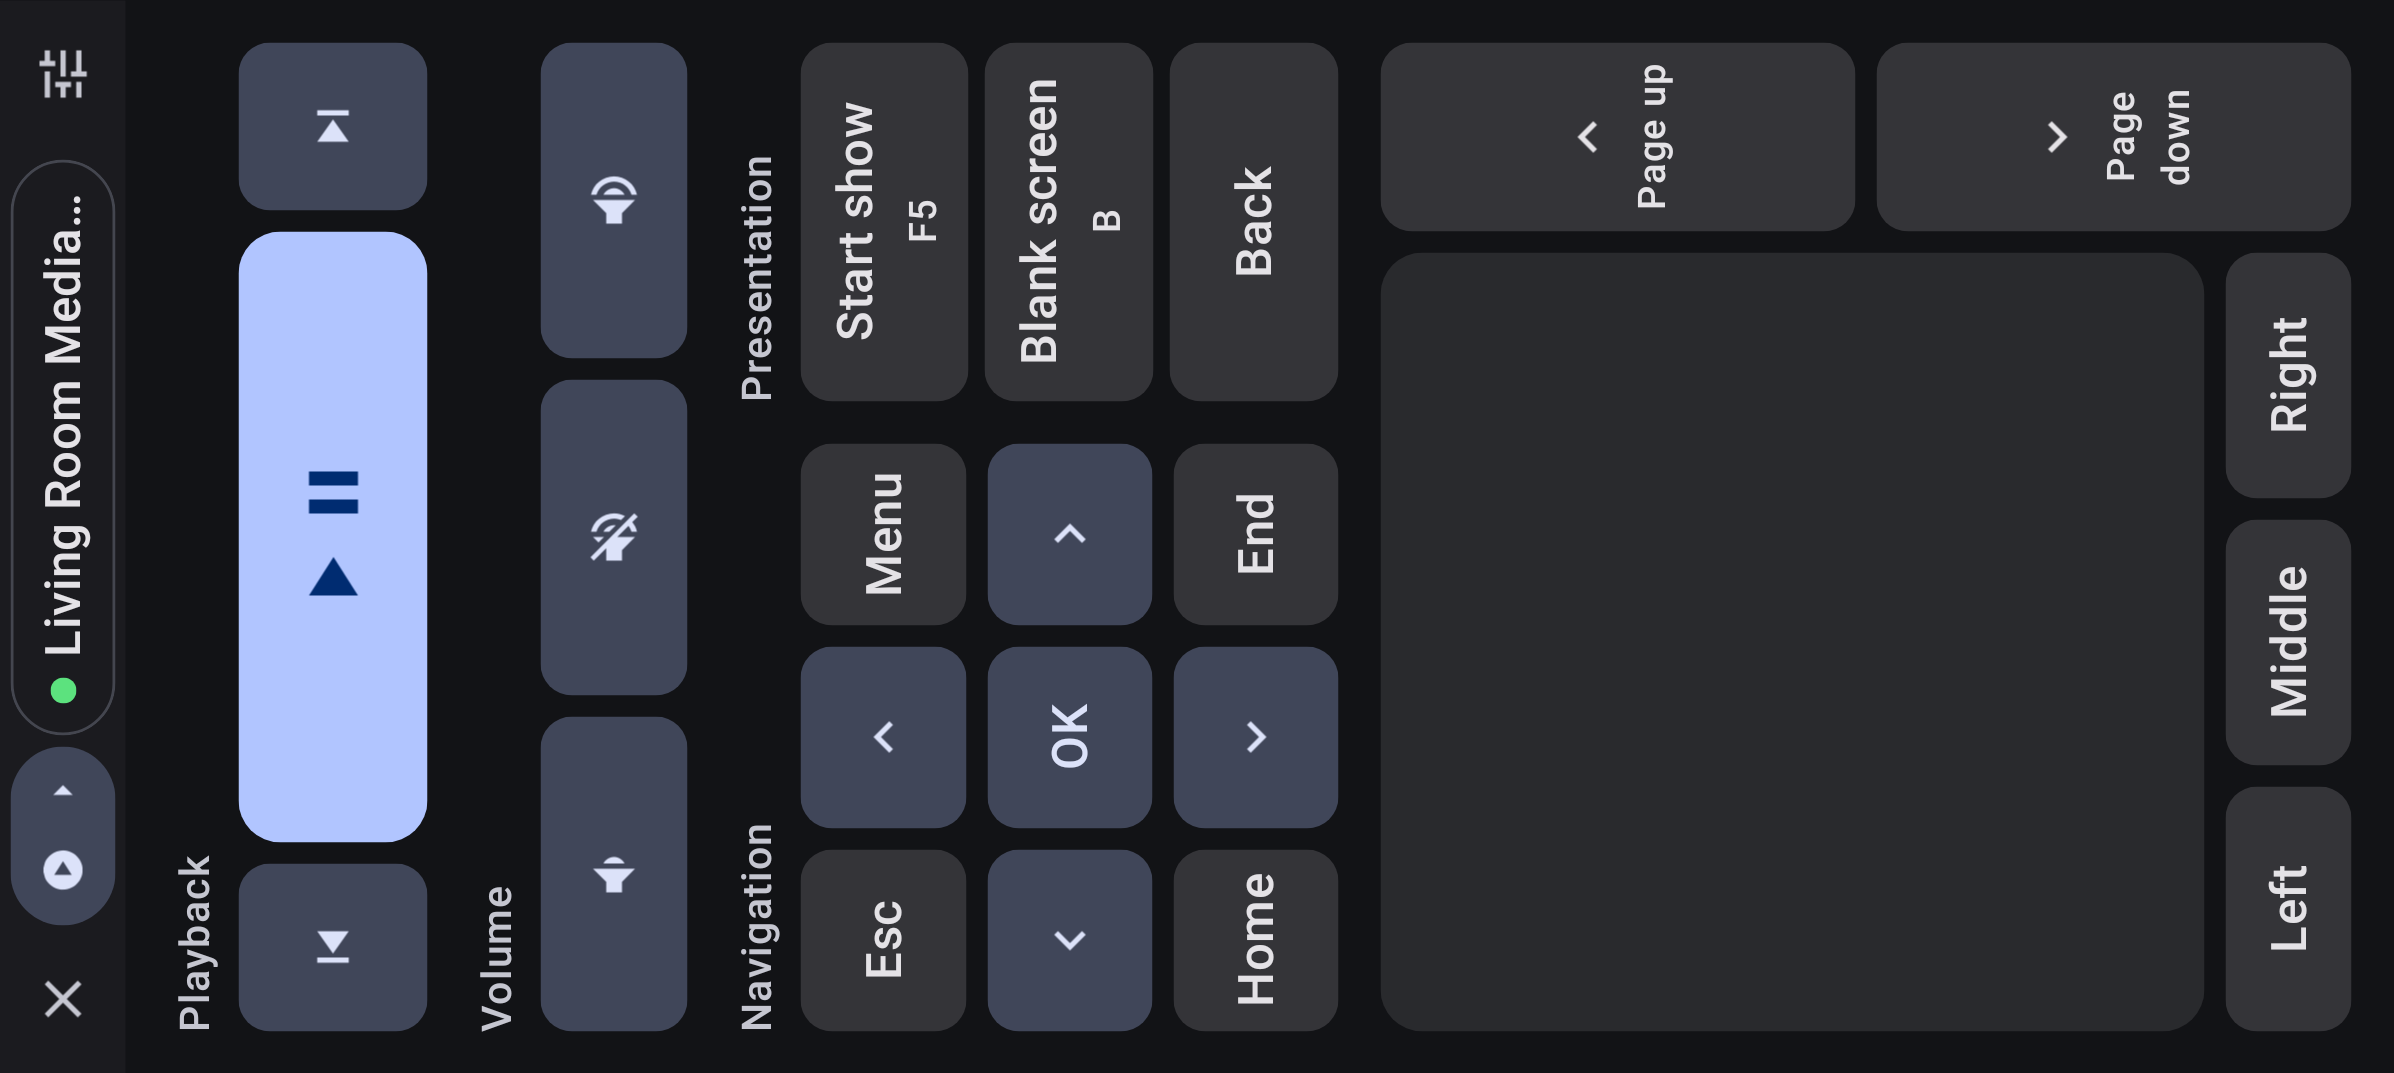 Living Room Media...
Playback
Volume
Navigation
Presentation
Esc
Menu
Start show
F5
OK
Blank screen
B
Home
End
Back
Page up
Page
down
Left
Middle
Right